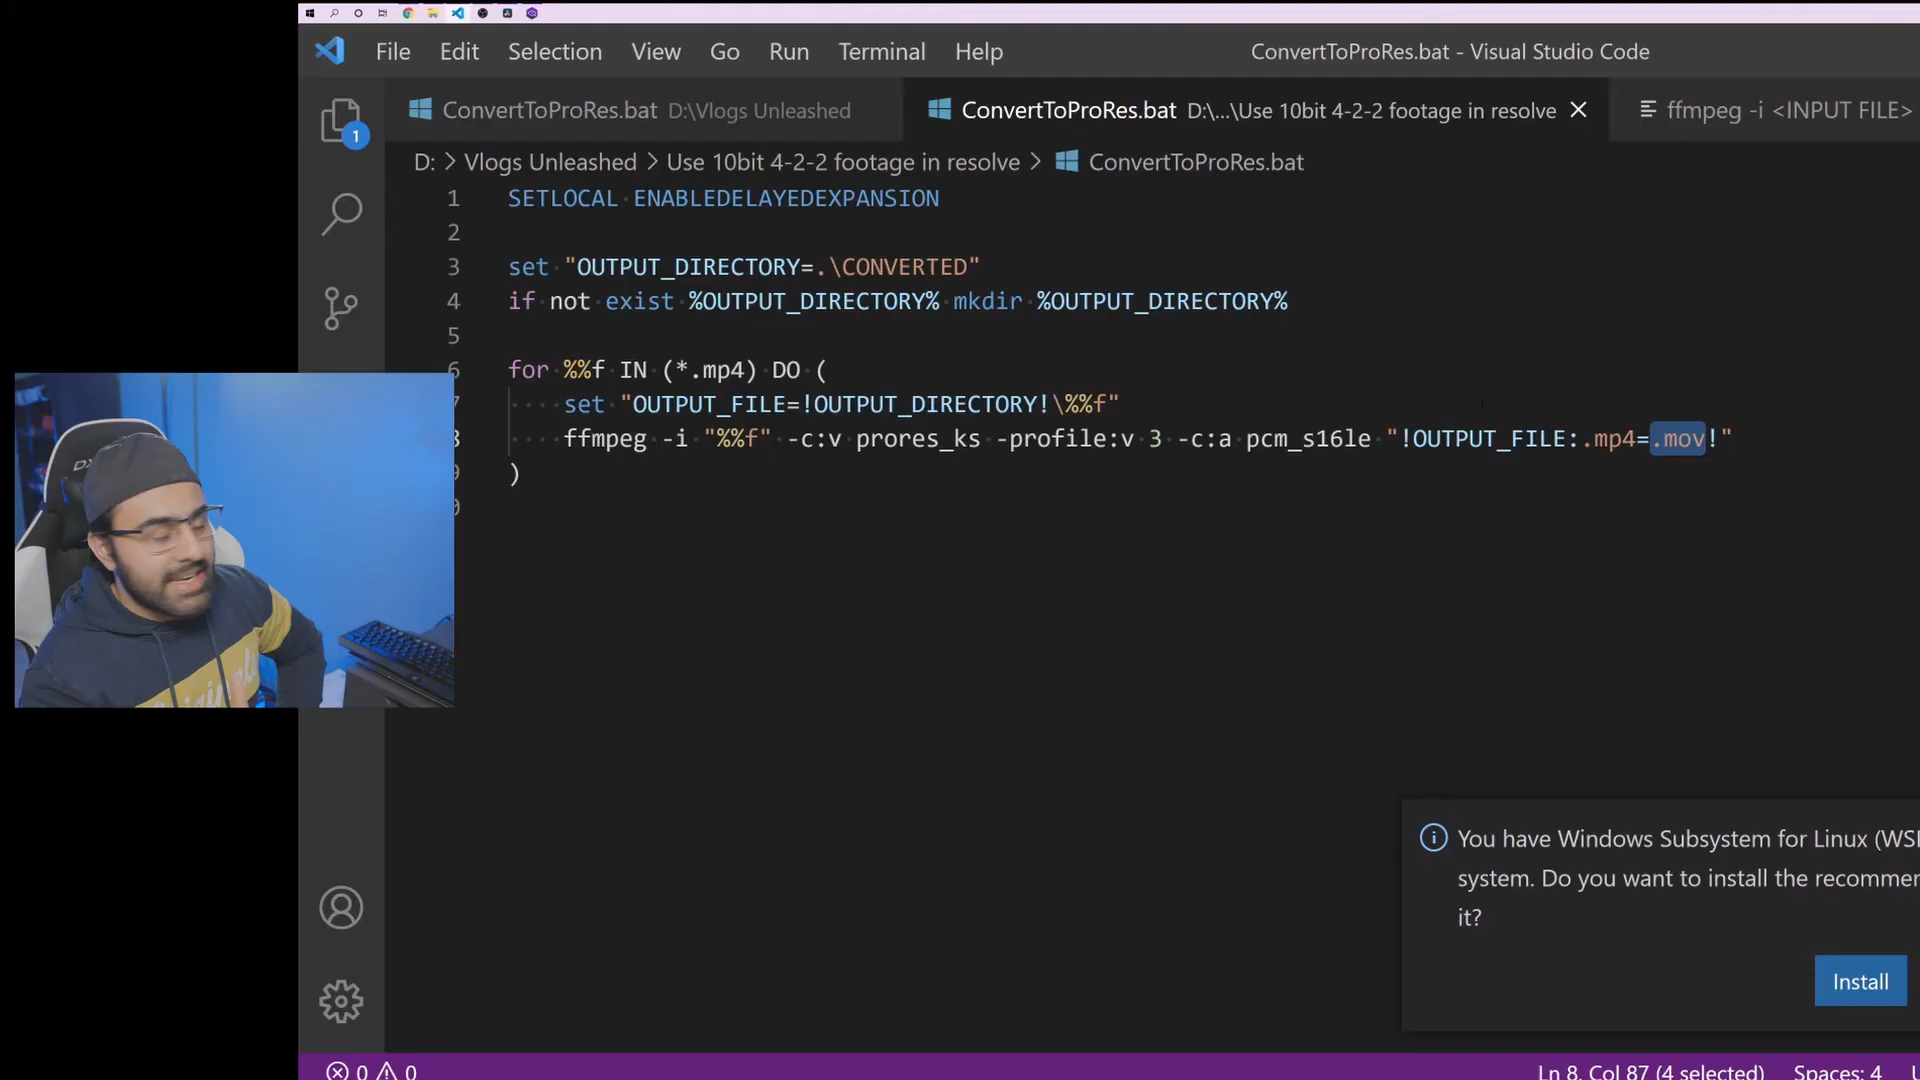 File Edit Selection View Go Run Terminal Help ConvertToProRes.bat - Visual Studio Code
ConvertToProRes.bat D:\Vlogs Unleashed ConvertToProRes.bat D:\...\Use 10bit 4-2-2 footage in resolve ffmpeg -i <INPUT FILE>
1
D: > Vlogs Unleashed > Use 10bit 4-2-2 footage in resolve > ConvertToProRes.bat
1 SETLOCAL ENABLEDELAYEDEXPANSION
2
3 set "OUTPUT_DIRECTORY=.\CONVERTED"
4 if not exist %OUTPUT_DIRECTORY% mkdir %OUTPUT_DIRECTORY%
5
6 for %%f IN (*.mp4) DO (
set "OUTPUT_FILE=!OUTPUT_DIRECTORY!\%%f"
ffmpeg -i "%%f" -c:v prores_ks -profile:v 3 -c:a pcm_s16le "!OUTPUT_FILE:.mp4=.mov!"
)
DX
You have Windows Subsystem for Linux (WSL
system. Do you want to install the recommen
it?
Install
0 0 Ln 8, Col 87 (4 selected) Spaces: 4